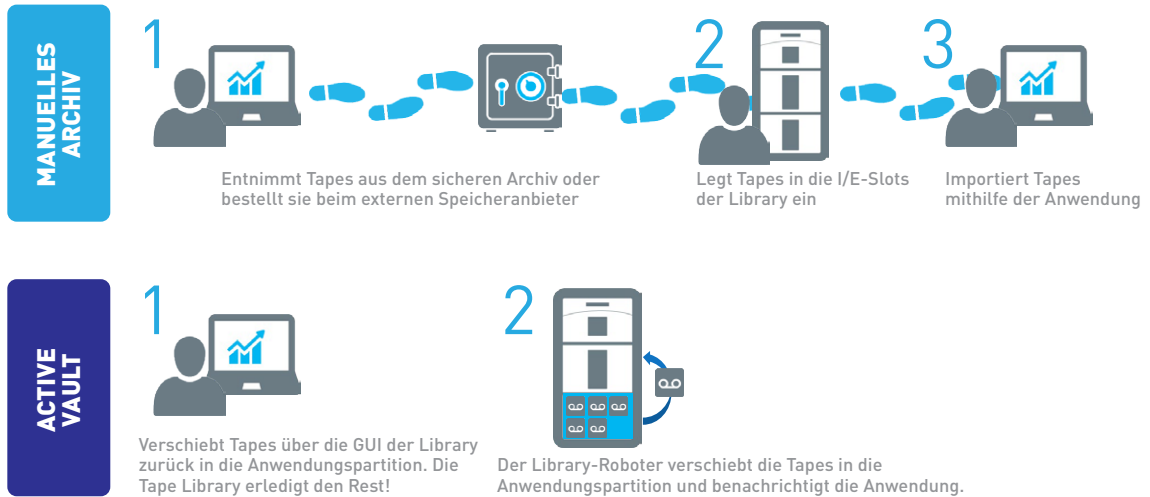 MANUELLES
ARCHIV
1
Entnimmt Tapes aus dem sicheren Archiv oder
bestellt sie beim externen Speicheranbieter
2
Legt Tapes in die I/E-Slots
der Library ein
3
Importiert Tapes
mithilfe der Anwendung
ACTIVE
VAULT
1
Verschiebt Tapes über die GUI der Library
zurück in die Anwendungspartition. Die
Tape Library erledigt den Rest!
2
Der Library-Roboter verschiebt die Tapes in die
Anwendungspartition und benachrichtigt die Anwendung.